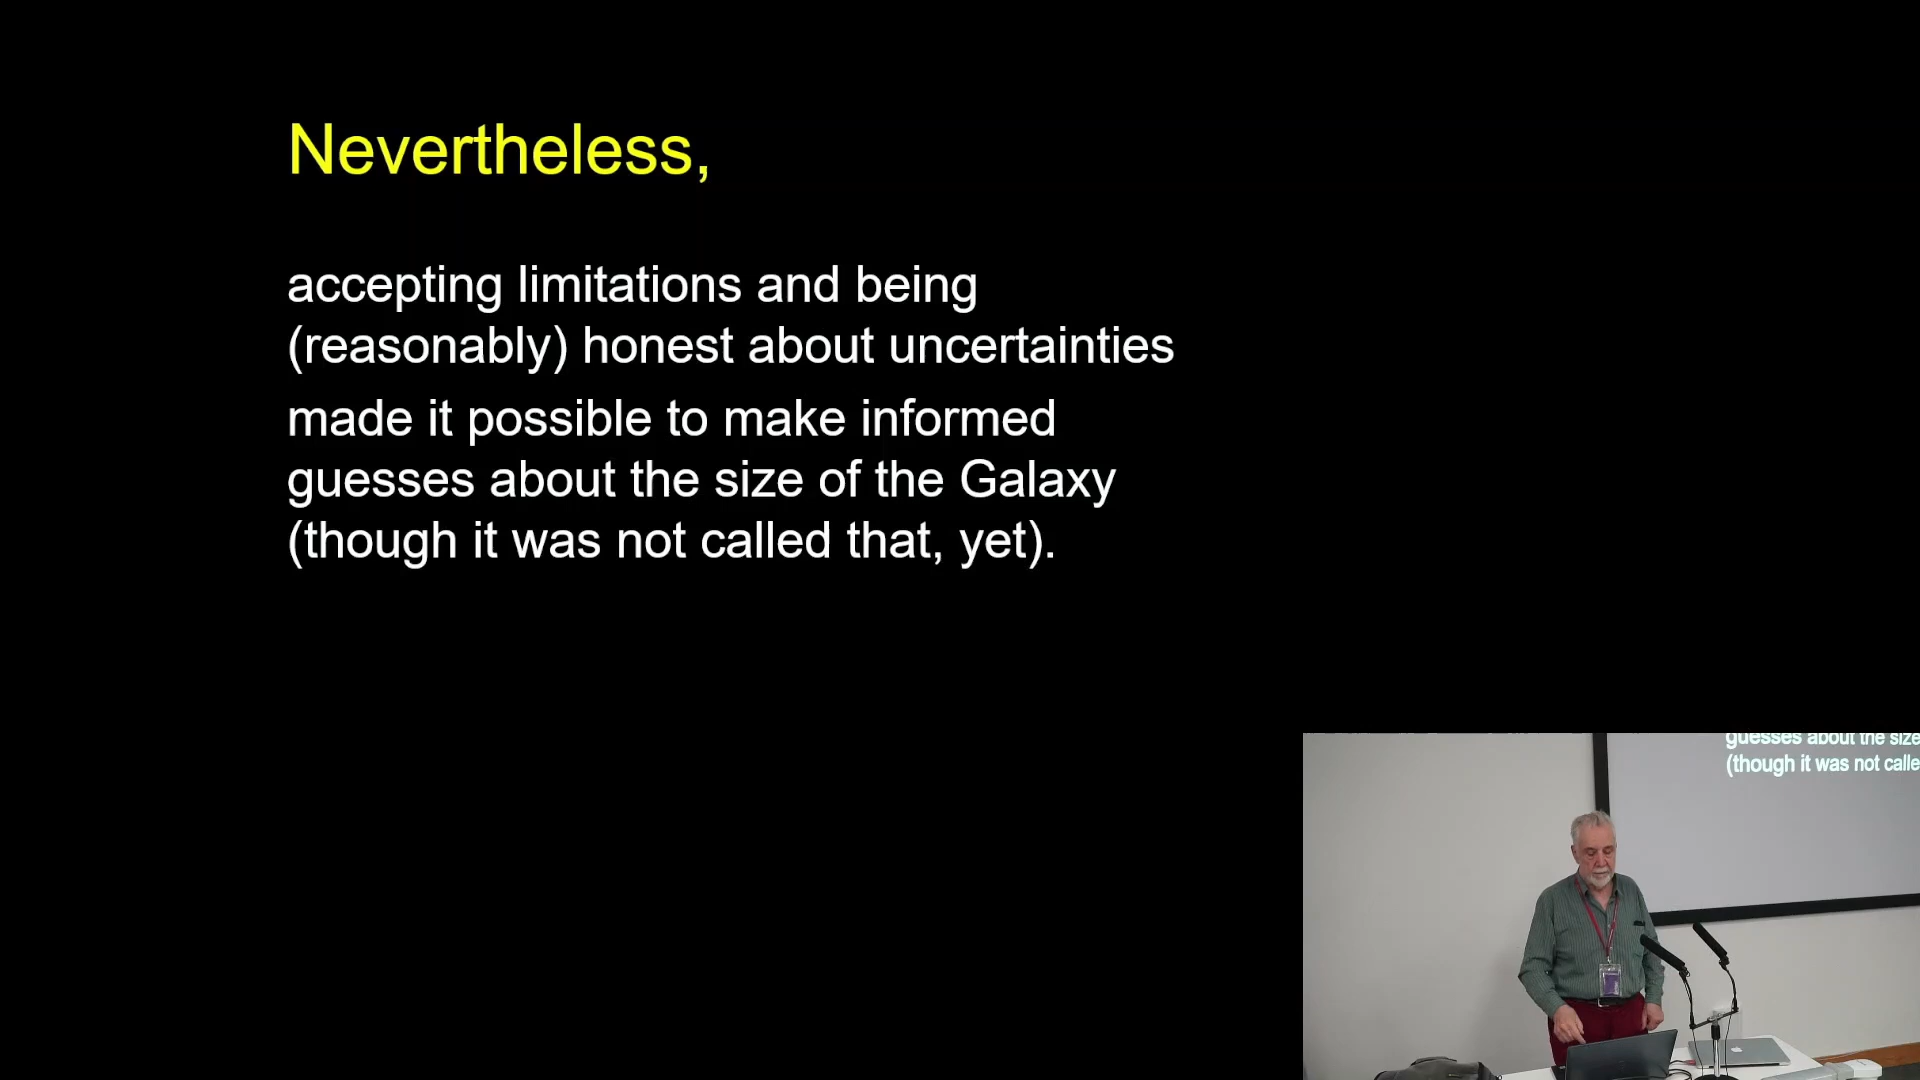 Nevertheless,
accepting limitations and being
(reasonably) honest about uncertainties
made it possible to make informed
guesses about the size of the Galaxy
(though it was not called that, yet).
guesses about the size
(though it was not calle